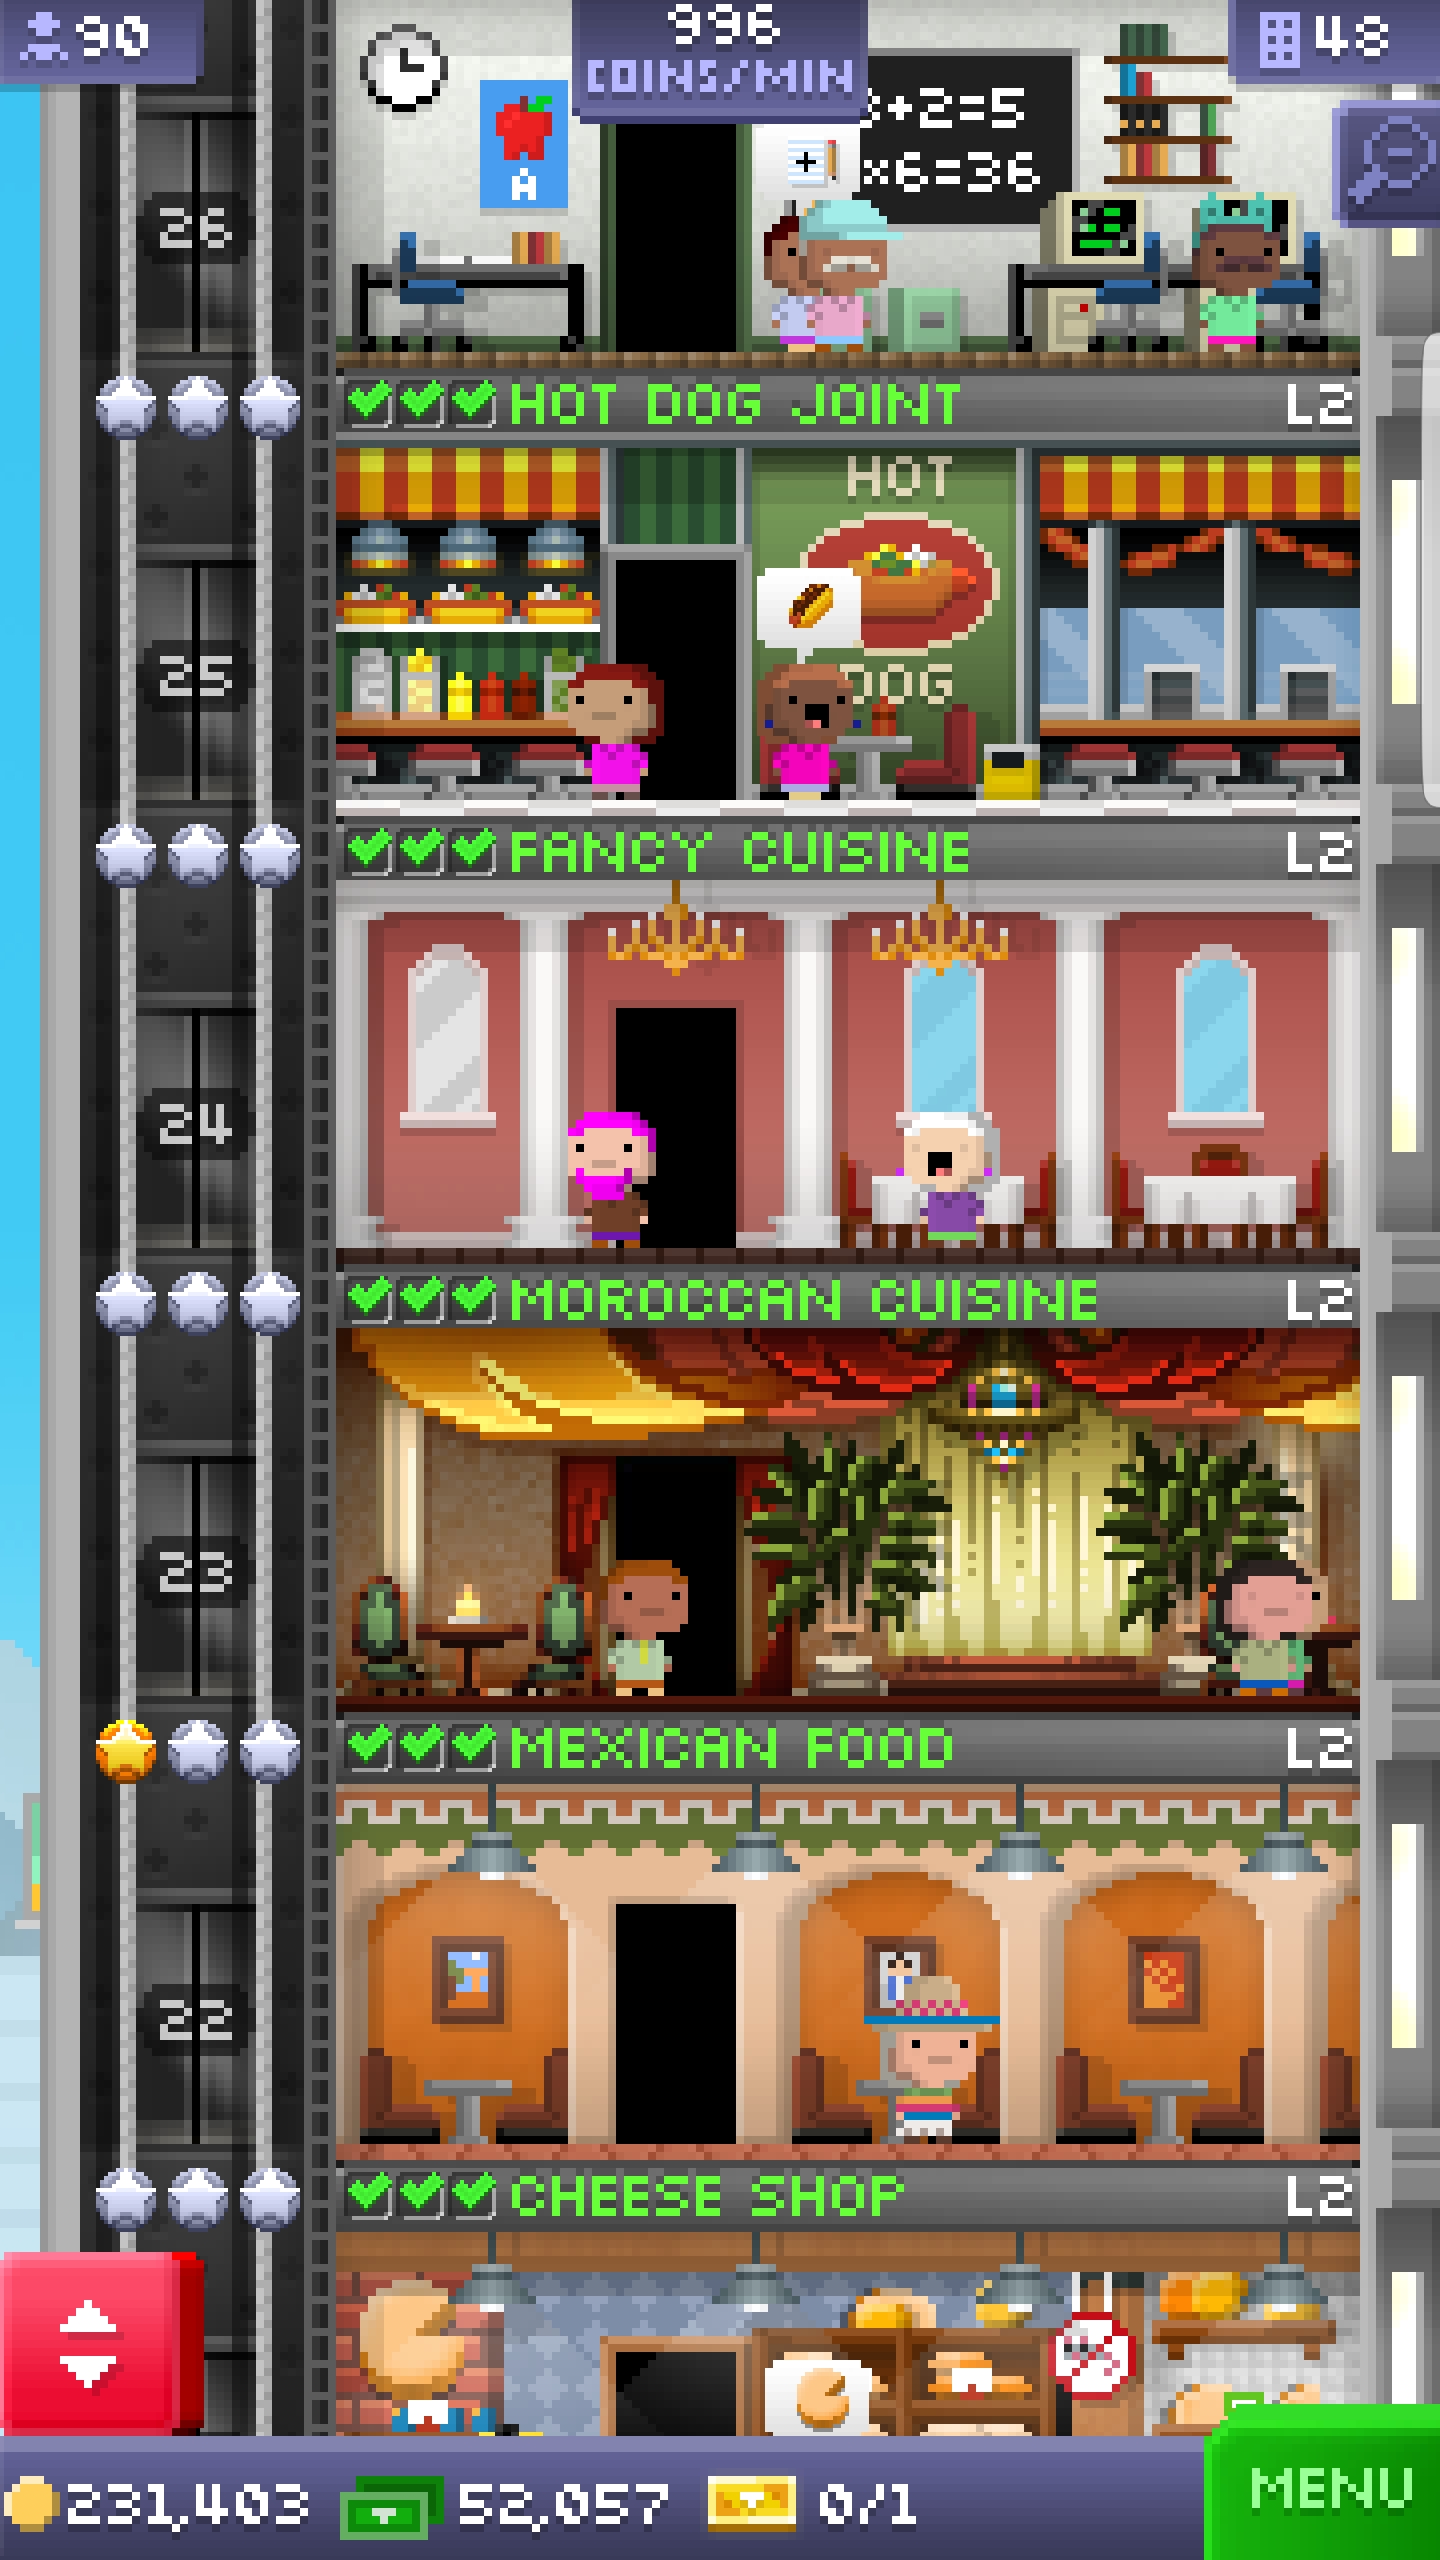 90
996
COINS/MIN
48
3+2=5
×6=36
A
26
HOT DOG JOINT L2
HOT
DOG
25
FANCY CUISINE L2
24
MOROCCAN CUISINE L2
23
MEXICAN FOOD L2
22
CHEESE SHOP L2
231,403 52,057 0/1
MENU